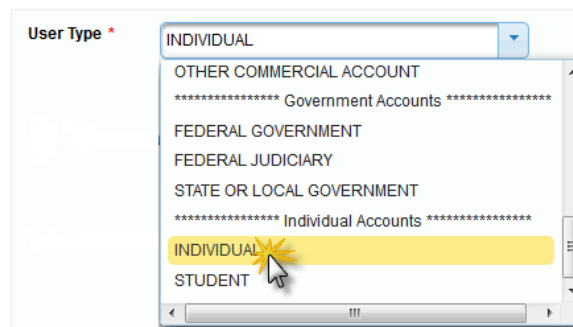 User Type * INDIVIDUAL
OTHER COMMERCIAL ACCOUNT
**************** Government Accounts ****************
FEDERAL GOVERNMENT
FEDERAL JUDICIARY
STATE OR LOCAL GOVERNMENT
**************** Individual Accounts ****************
INDIVIDUAL
STUDENT